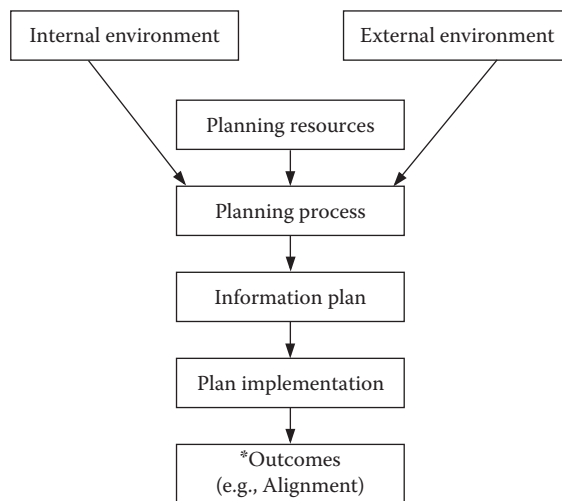 Internal environment
External environment
Planning resources
Planning process
Information plan
Plan implementation
*Outcomes
(e.g., Alignment)